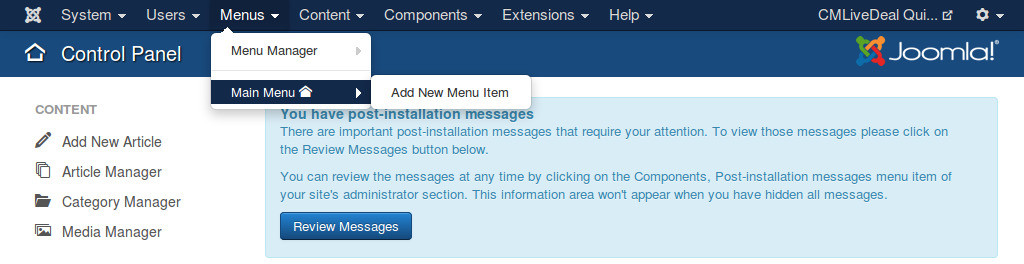 System Users Menus Content Components Extensions Help CMLiveDeal Qui...
Control Panel
Joomla!®
Menu Manager
Main Menu
Add New Menu Item
CONTENT
Add New Article
Article Manager
Category Manager
Media Manager
You have post-installation messages
There are important post-installation messages that require your attention. To view those messages please click on
the Review Messages button below.
You can review the messages at any time by clicking on the Components, Post-installation messages menu item of
your site's administrator section. This information area won't appear when you have hidden all messages.
Review Messages